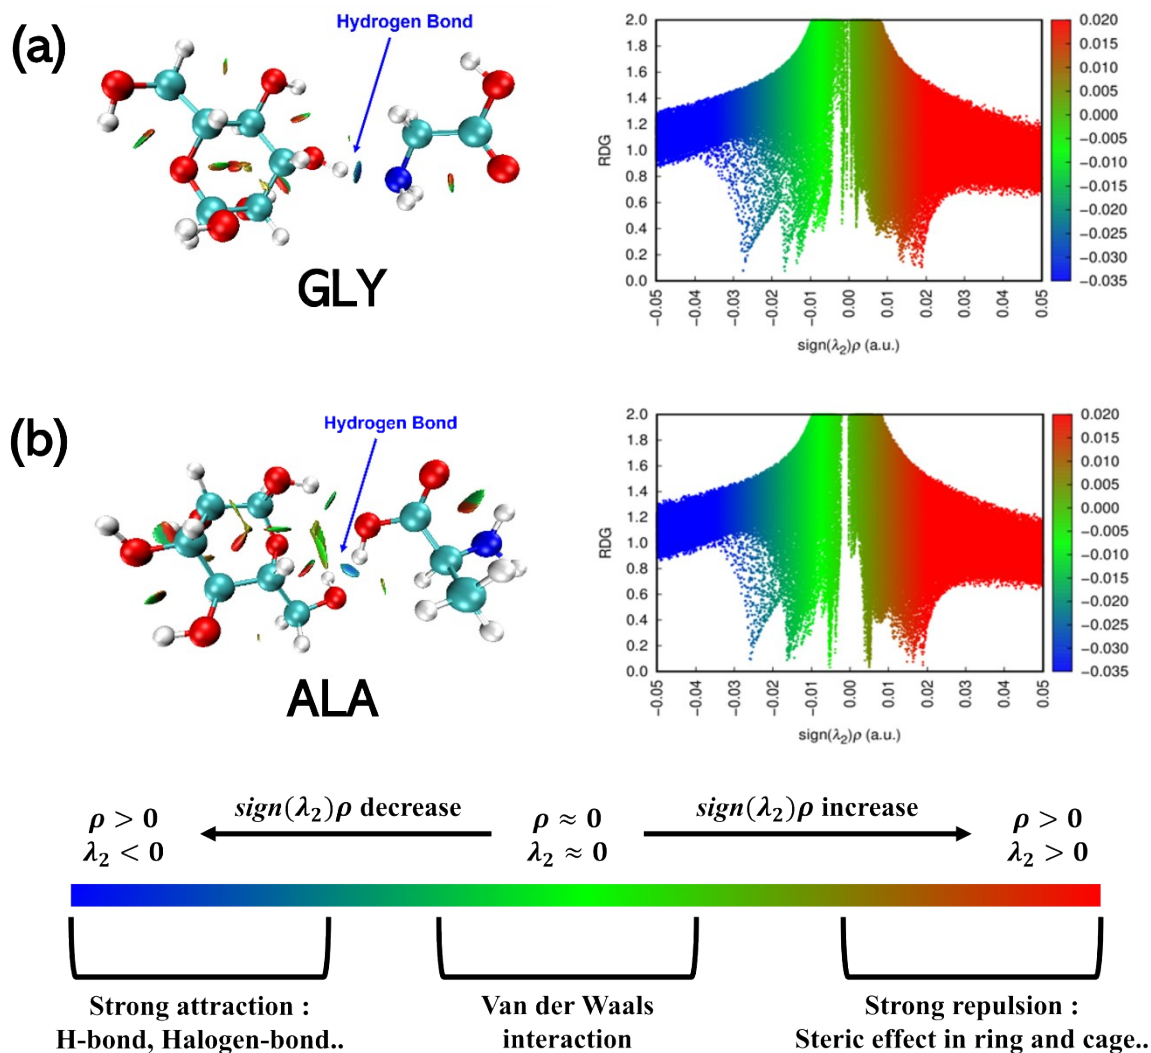 (a)
Hydrogen Bond
GLY
2.0
1.8
1.6
1.4
1.2
1.0
0.8
0.6
0.4
0.2
0.0
RDG
−0.05
−0.04
−0.03
−0.02
−0.01
0.00
0.01
0.02
0.03
0.04
0.05
sign(λ₂)ρ (a.u.)
0.020
0.015
0.010
0.005
0.000
−0.005
−0.010
−0.015
−0.020
−0.025
−0.030
−0.035
(b)
Hydrogen Bond
ALA
2.0
1.8
1.6
1.4
1.2
1.0
0.8
0.6
0.4
0.2
0.0
RDG
−0.05
−0.04
−0.03
−0.02
−0.01
0.00
0.01
0.02
0.03
0.04
0.05
sign(λ₂)ρ (a.u.)
0.020
0.015
0.010
0.005
0.000
−0.005
−0.010
−0.015
−0.020
−0.025
−0.030
−0.035
ρ > 0
λ₂ < 0
sign(λ₂)ρ decrease
ρ ≈ 0
λ₂ ≈ 0
sign(λ₂)ρ increase
ρ > 0
λ₂ > 0
Strong attraction :
H-bond, Halogen-bond..
Van der Waals
interaction
Strong repulsion :
Steric effect in ring and cage..